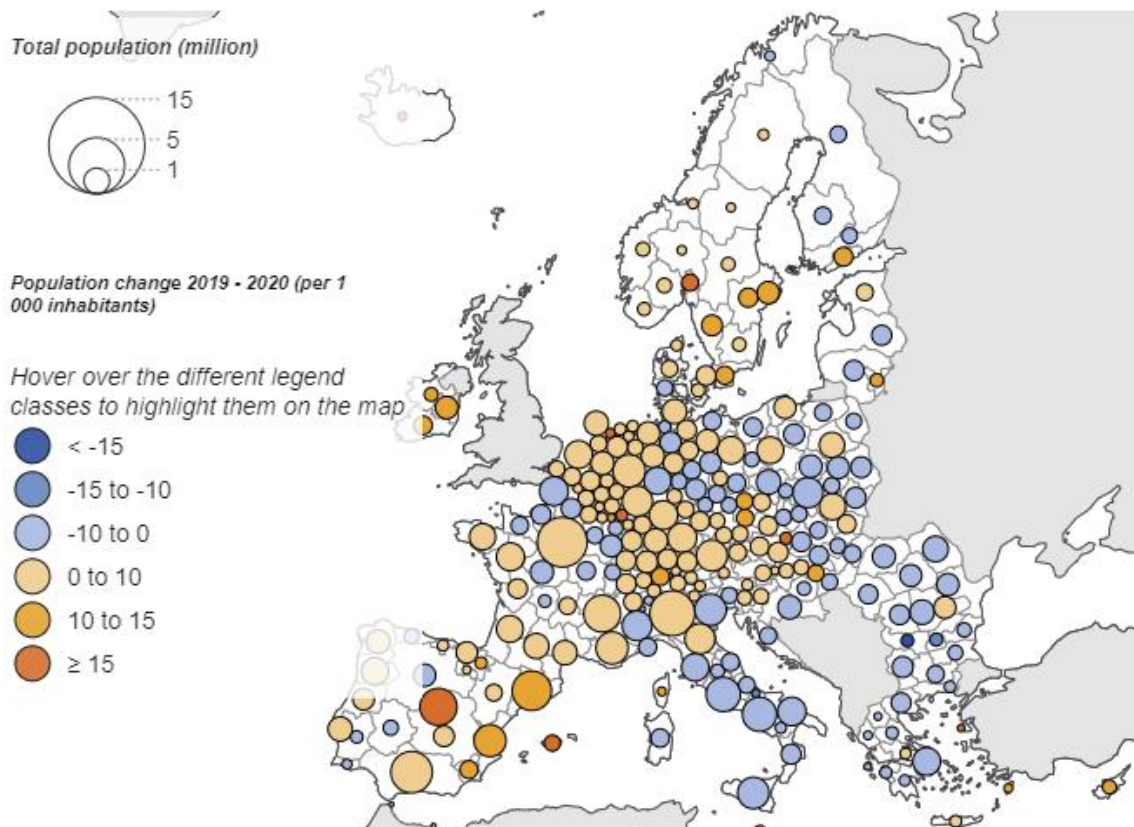 Total population (million)
15
5
1
Population change 2019 - 2020 (per 1
000 inhabitants)
Hover over the different legend
classes to highlight them on the map
< -15
-15 to -10
-10 to 0
0 to 10
10 to 15
≥ 15